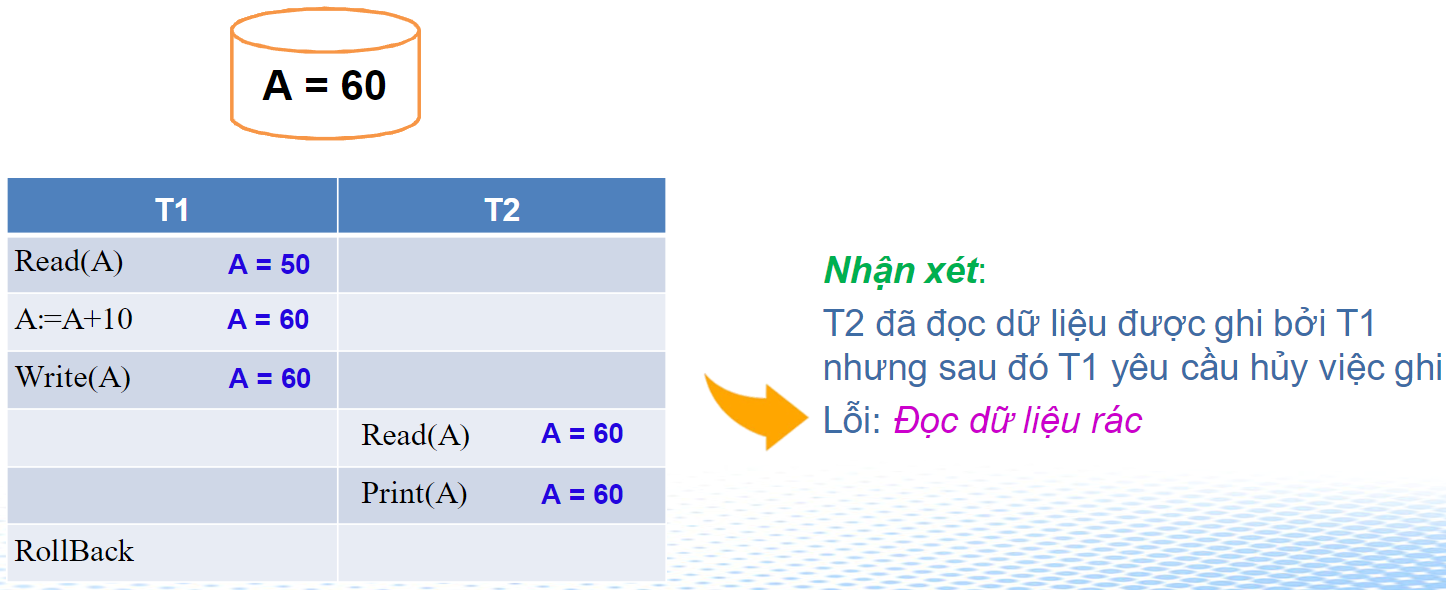 A = 60
T1 T2
Read(A) A = 50
A:=A+10 A = 60
Write(A) A = 60
Read(A) A = 60
Print(A) A = 60
RollBack
Nhận xét:
T2 đã đọc dữ liệu được ghi bởi T1
nhưng sau đó T1 yêu cầu hủy việc ghi
Lỗi: Đọc dữ liệu rác